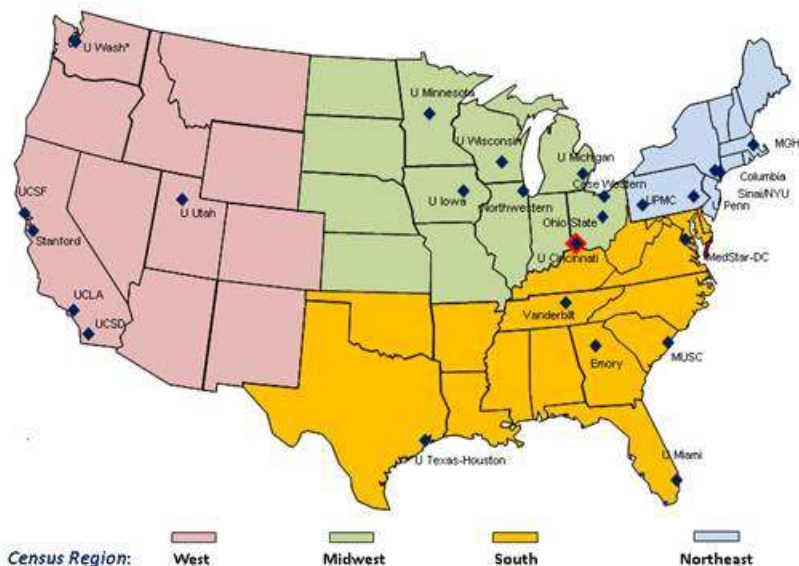 U Wash*
U Minnesota
U Wisconsin
U Michigan
MGH
Case Western
Columbia
UCSF
U Utah
U Iowa
Northwestern
UPMC
Sinai/NYU
U Penn
Stanford
Ohio State
U Cincinnati
MedStar-DC
UCLA
UCSD
Vanderbilt
Emory
MUSC
U Texas-Houston
U Miami
Census Region: West Midwest South Northeast